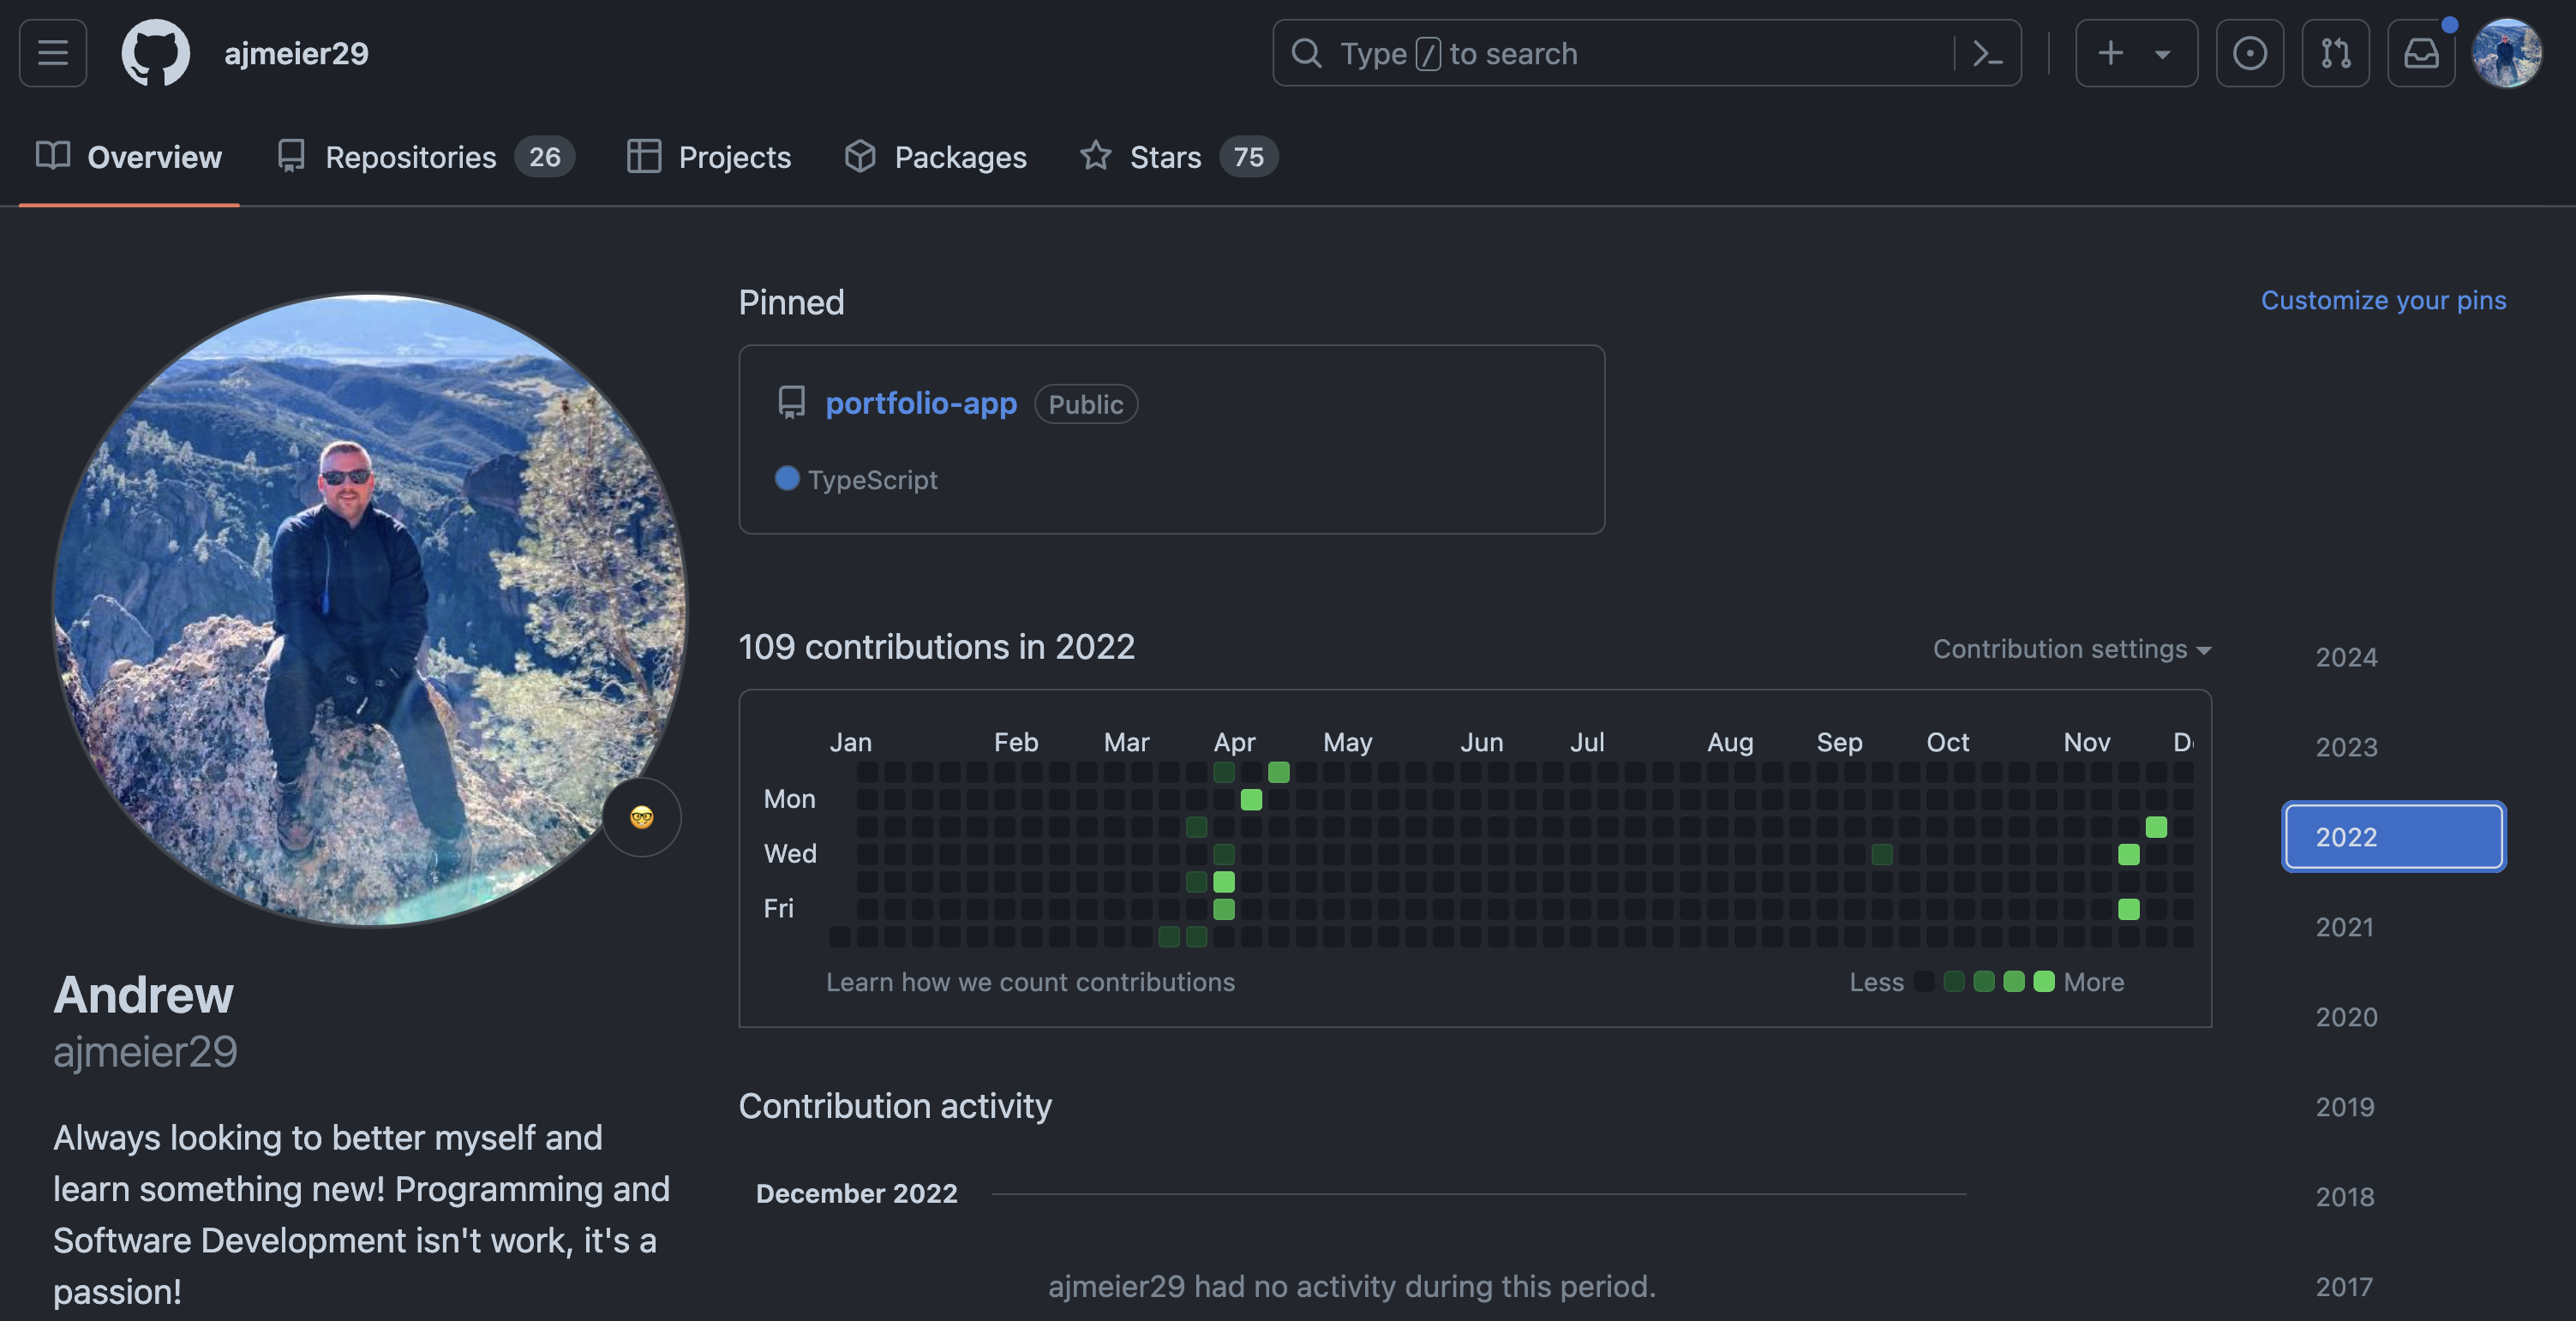 ajmeier29
Type / to search
Overview
Repositories 26
Projects
Packages
Stars 75
Pinned
Customize your pins
portfolio-app Public
TypeScript
109 contributions in 2022
Contribution settings
Jan Feb Mar Apr May Jun Jul Aug Sep Oct Nov
Mon
Wed
Fri
Learn how we count contributions
Less More
2024
2023
2022
2021
2020
2019
2018
2017
Contribution activity
December 2022
ajmeier29 had no activity during this period.
Andrew
ajmeier29
Always looking to better myself and
learn something new! Programming and
Software Development isn't work, it's a
passion!